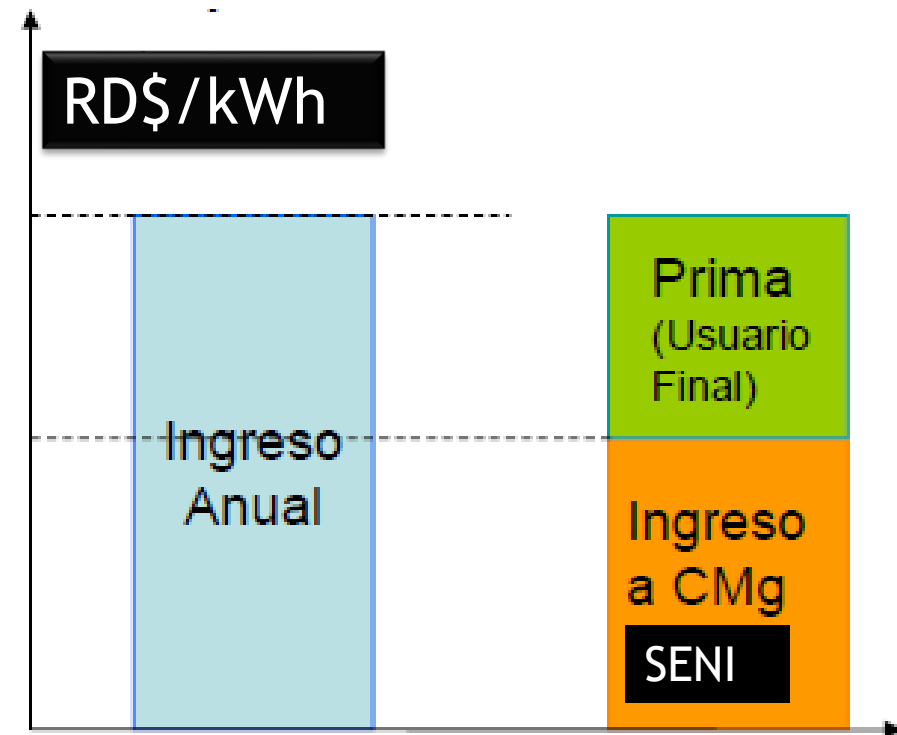 RD$/kWh
Prima
(Usuario
Final)
Ingreso
Anual
Ingreso
a CMg
SENI